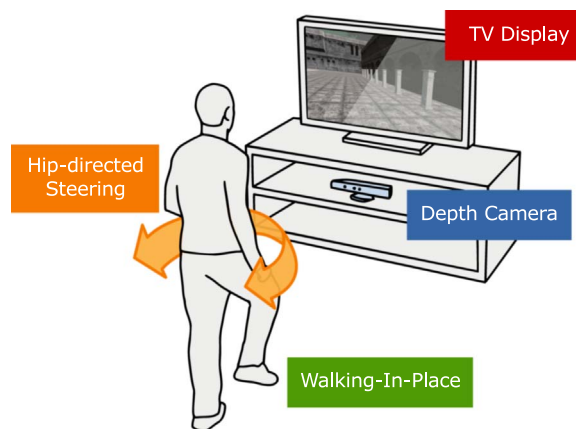 TV Display
Hip-directed
Steering
Depth Camera
Walking-In-Place